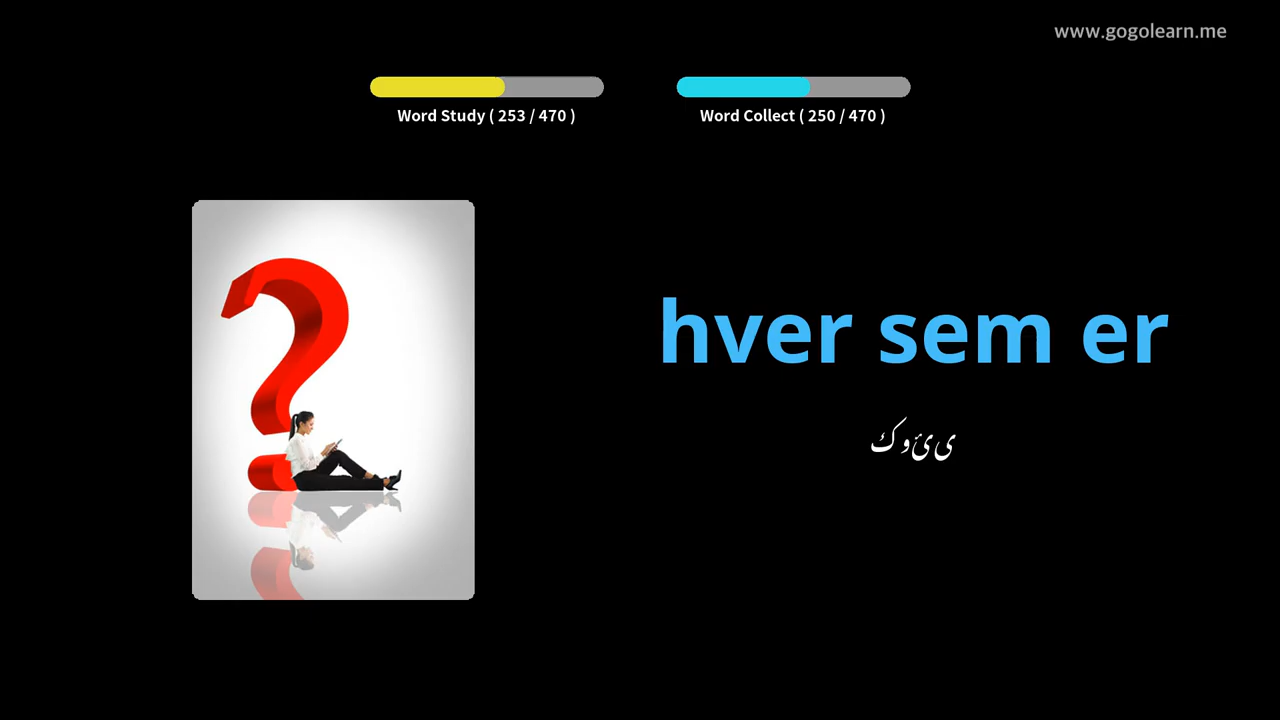 www.gogolearn.me
Word Study ( 253 / 470 )
Word Collect ( 250 / 470 )
hver sem er
ی ئ و ک